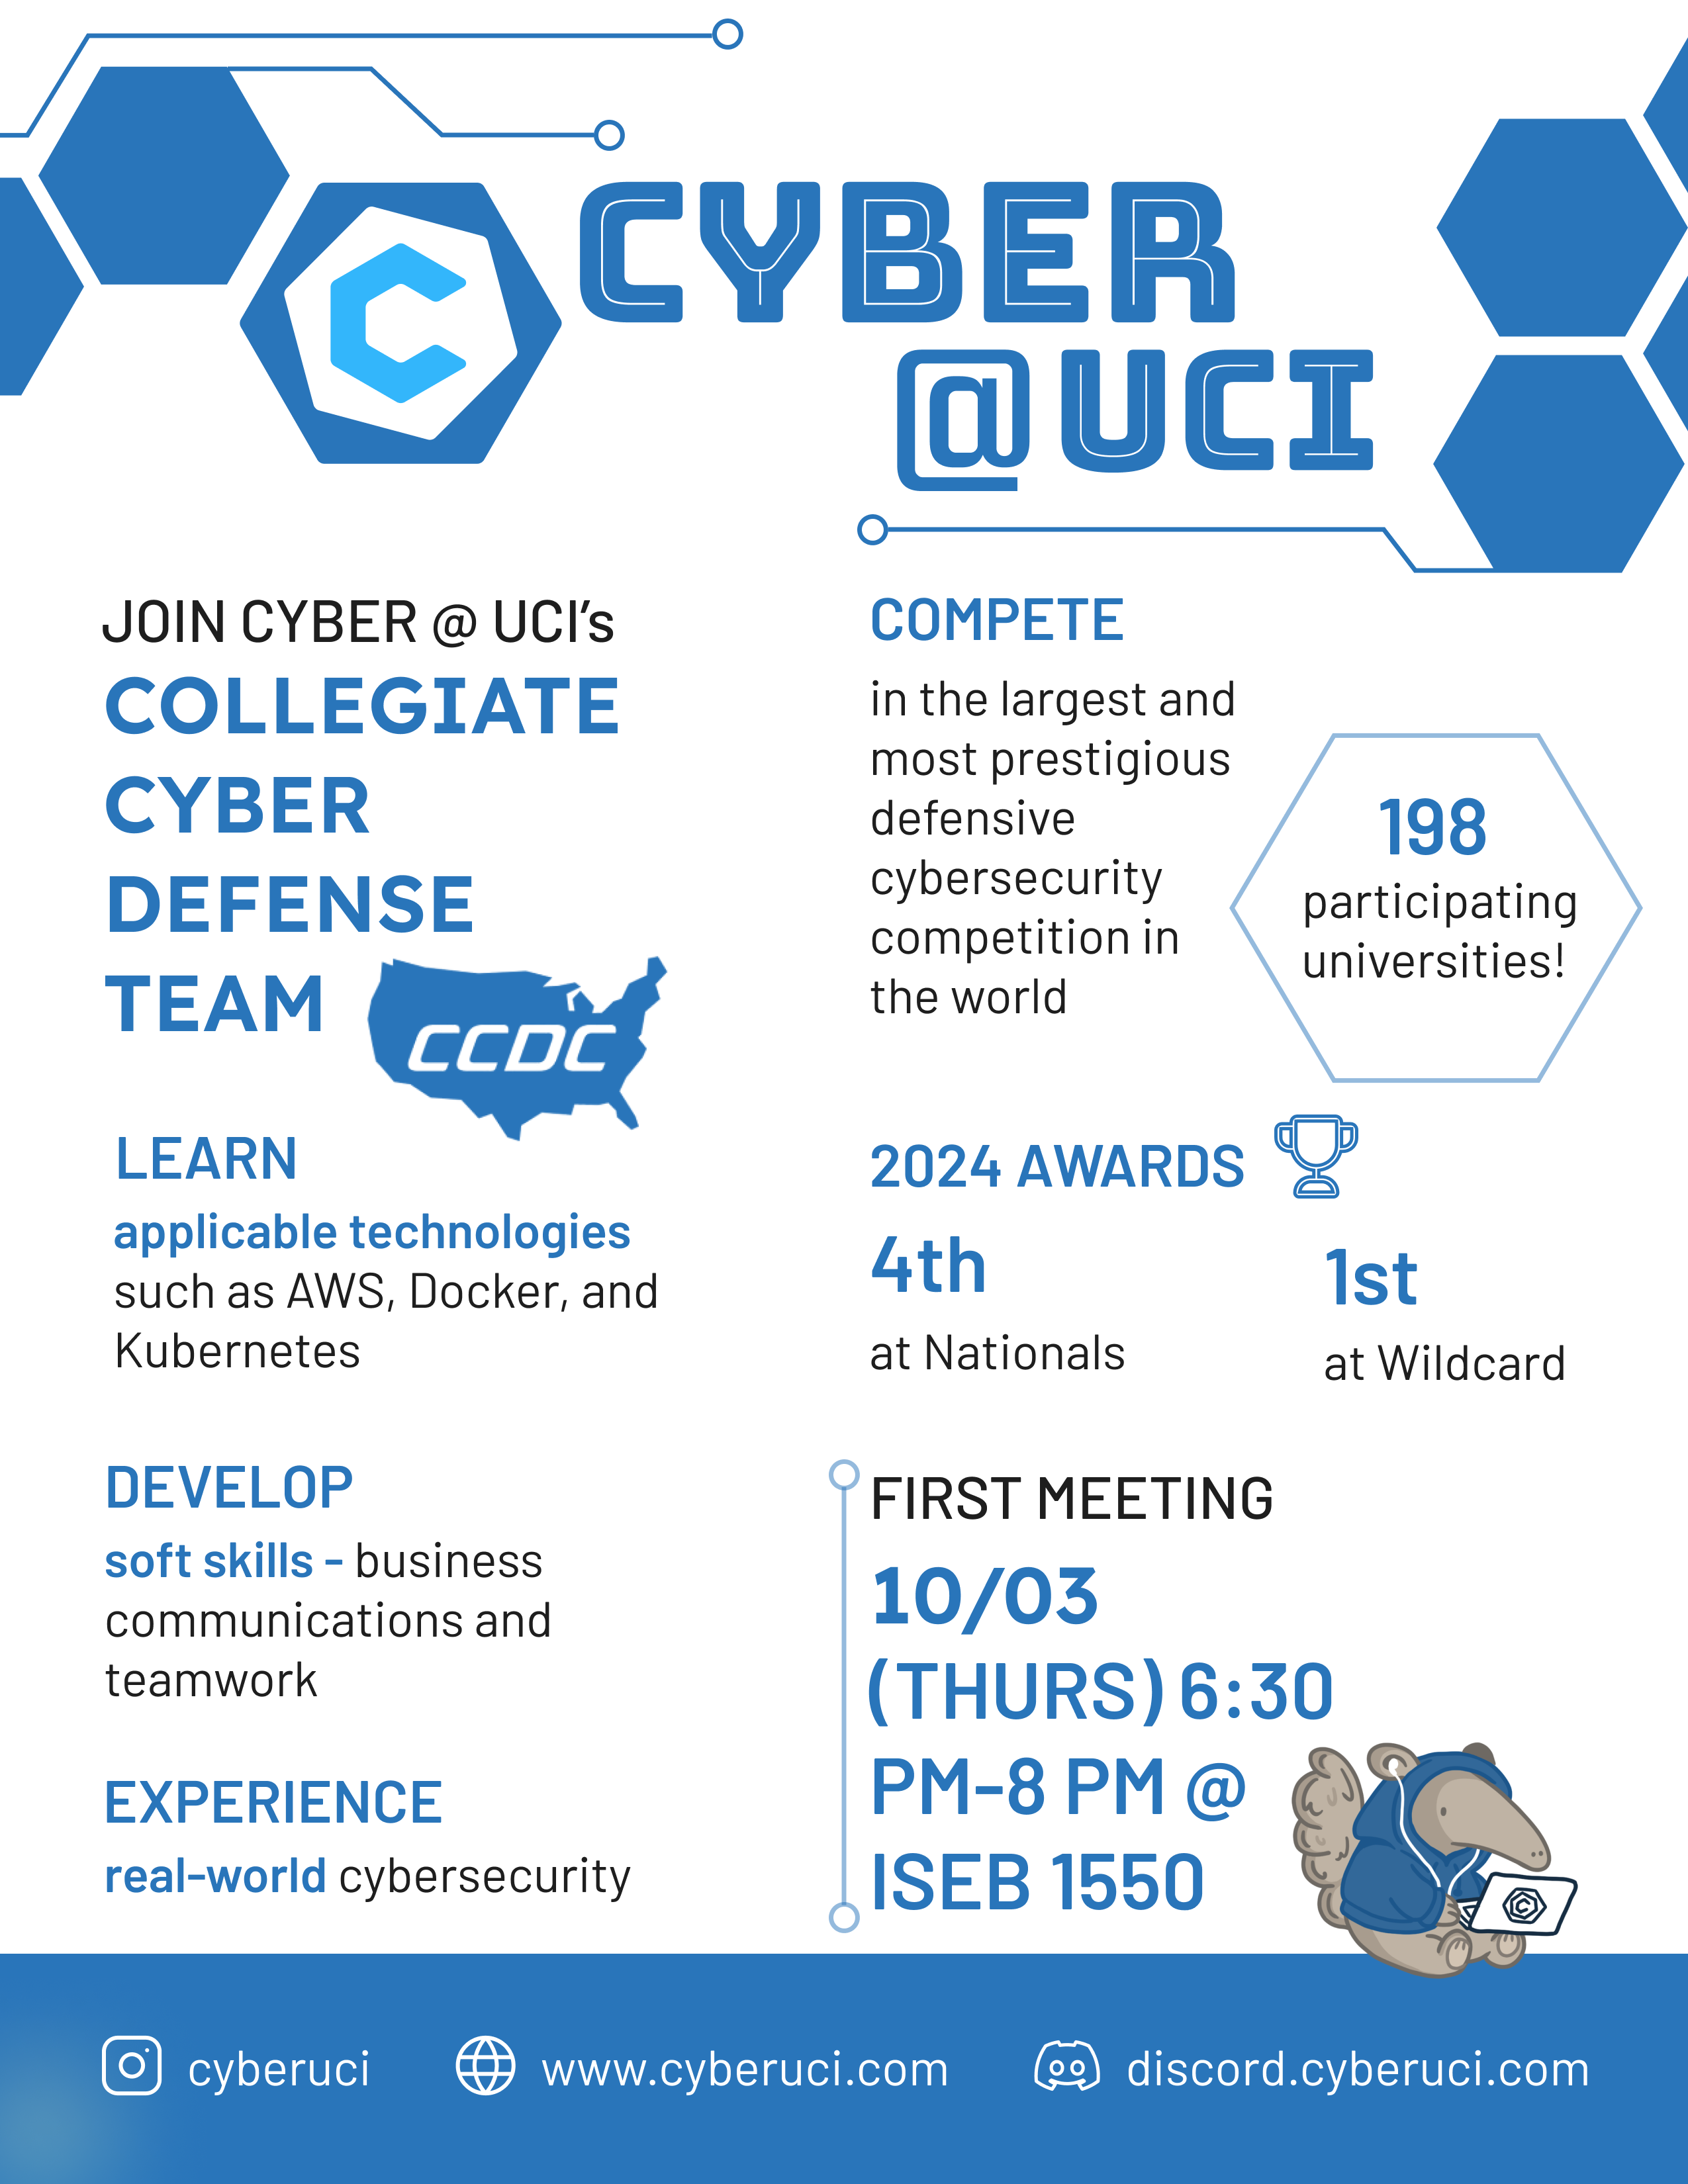 CYBER
@UCI
JOIN CYBER @ UCI’s
COLLEGIATE
CYBER
DEFENSE
TEAM
CCDC
LEARN
applicable technologies
such as AWS, Docker, and
Kubernetes
DEVELOP
soft skills - business
communications and
teamwork
EXPERIENCE
real-world cybersecurity
COMPETE
in the largest and
most prestigious
defensive
cybersecurity
competition in
the world
198
participating
universities!
2024 AWARDS
4th
at Nationals
1st
at Wildcard
FIRST MEETING
10/03
(THURS) 6:30
PM-8 PM @
ISEB 1550
cyberuci
www.cyberuci.com
discord.cyberuci.com